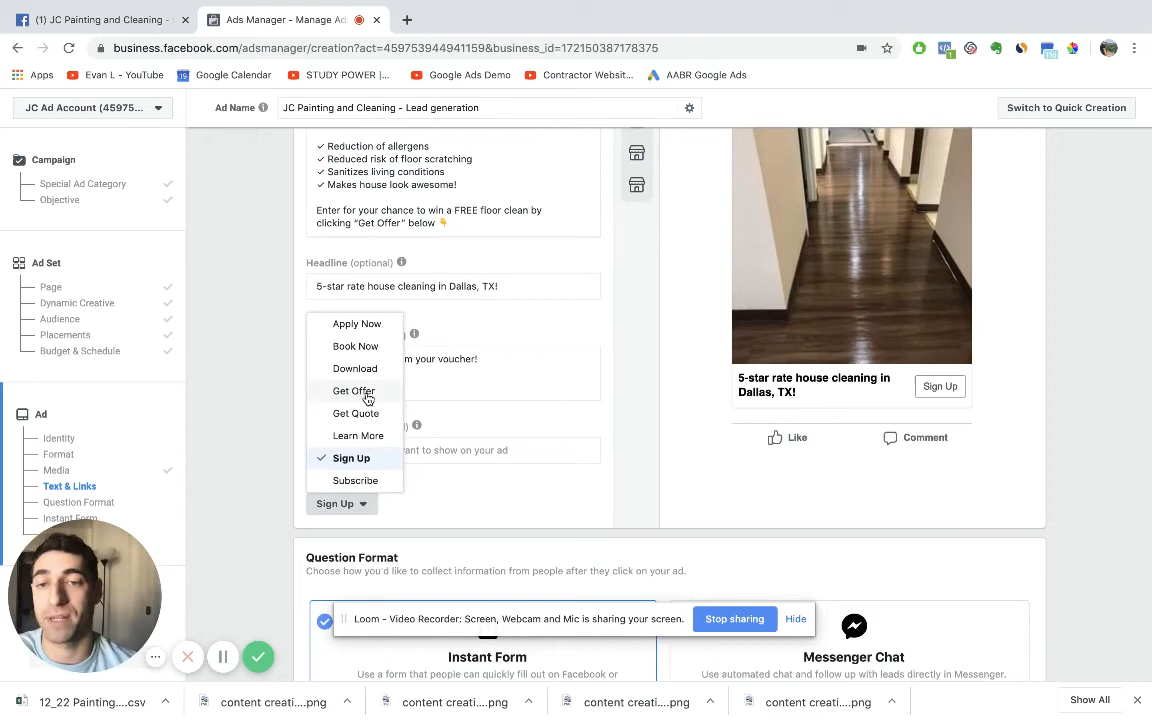 (1) JC Painting and Cleaning -
Ads Manager - Manage Ads
business.facebook.com/adsmanager/creation?act=459753944941159&business_id=172150387178375
Apps
Evan L - YouTube
Google Calendar
STUDY POWER |...
Google Ads Demo
Contractor Websit...
AABR Google Ads
JC Ad Account (45975...
Ad Name
JC Painting and Cleaning - Lead generation
Switch to Quick Creation
Campaign
Special Ad Category
Objective
Ad Set
Page
Dynamic Creative
Audience
Placements
Budget & Schedule
Ad
Identity
Format
Media
Text & Links
Question Format
Instant Form
✓ Reduction of allergens
✓ Reduced risk of floor scratching
✓ Sanitizes living conditions
✓ Makes house look awesome!
Enter for your chance to win a FREE floor clean by
clicking "Get Offer" below 👇
Headline (optional)
5-star rate house cleaning in Dallas, TX!
m your voucher!
ant to show on your ad
Apply Now
Book Now
Download
Get Offer
Get Quote
Learn More
Sign Up
Subscribe
Sign Up
5-star rate house cleaning in
Dallas, TX!
Sign Up
Like
Comment
Question Format
Choose how you'd like to collect information from people after they click on your ad.
Loom - Video Recorder: Screen, Webcam and Mic is sharing your screen.
Stop sharing
Hide
Instant Form
Use a form that people can quickly fill out on Facebook or
Messenger Chat
Use automated chat and follow up with leads directly in Messenger.
12_22 Painting....csv
content creati....png
content creati....png
content creati....png
content creati....png
Show All